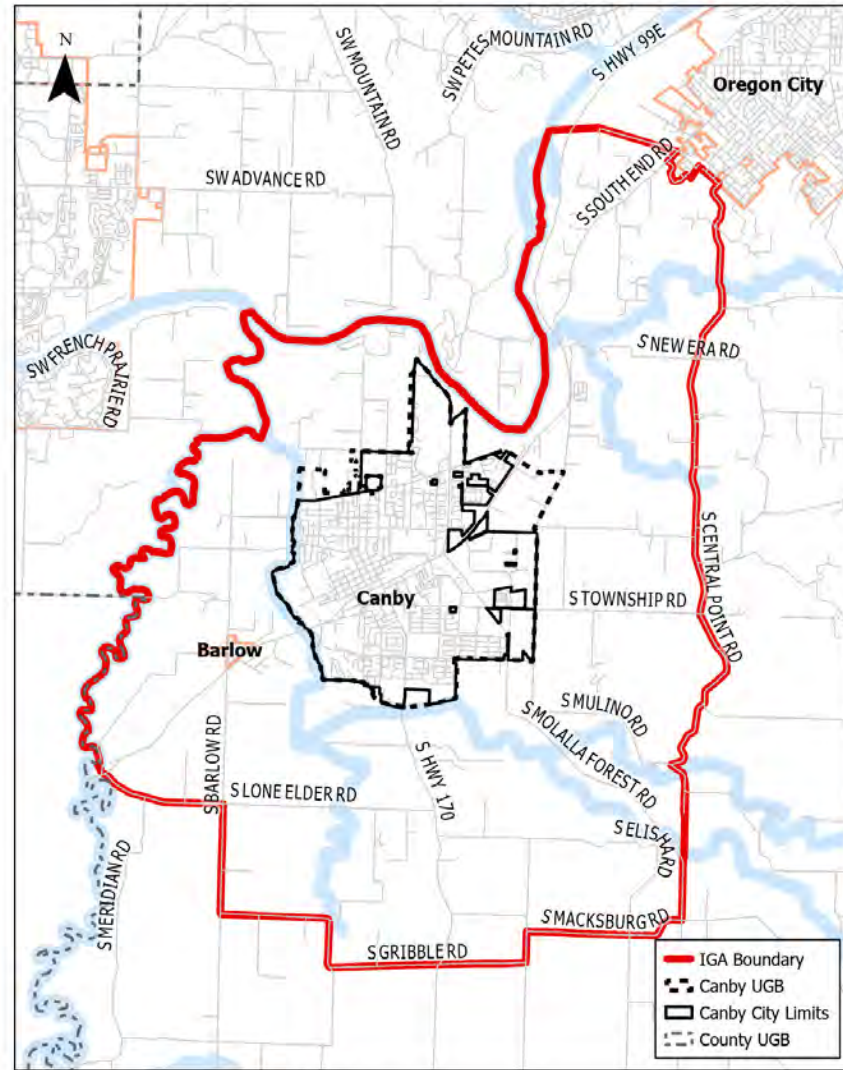 N
SW MOUNTAIN RD
SW PETES MOUNTAIN RD
S HWY 99E
Oregon City
SW ADVANCE RD
S SOUTH END RD
SW FRENCH PRAIRIE RD
S NEW ERA RD
S CENTRAL POINT RD
Canby
S TOWNSHIP RD
Barlow
S MULINO RD
S MOLALLA FOREST RD
S BARLOW RD
S HWY 170
S LONE ELDER RD
S ELISHA RD
S MERIDIAN RD
S MACKSBURG RD
S GRIBBLE RD
IGA Boundary
Canby UGB
Canby City Limits
County UGB